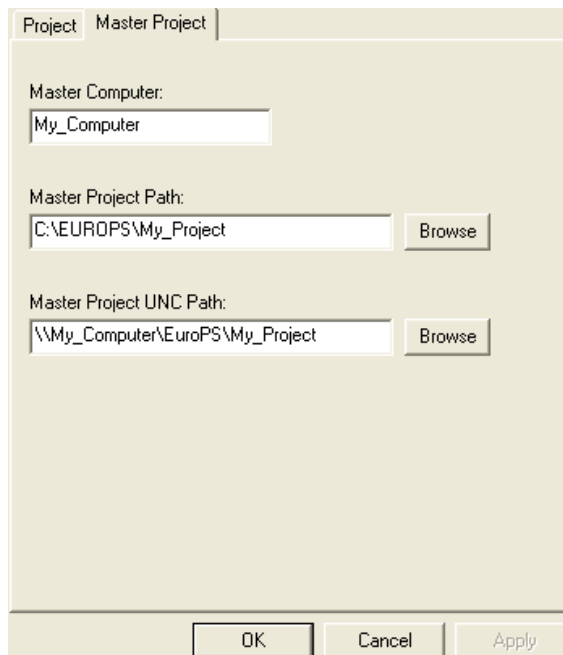 Project Master Project
Master Computer:
My_Computer
Master Project Path:
C:\EUROPS\My_Project Browse
Master Project UNC Path:
\\My_Computer\EuroPS\My_Project Browse
OK Cancel Apply